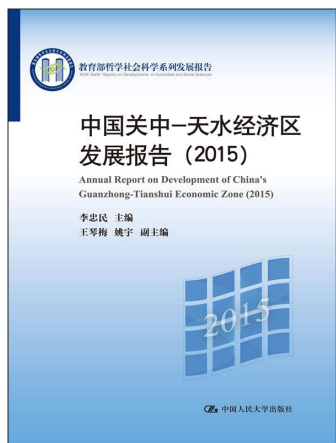 教育部哲学社会科学系列发展报告
MOE Serial Reports on Developments in Humanities and Social Sciences
中国关中-天水经济区
发展报告（2015）
Annual Report on Development of China's
Guanzhong-Tianshui Economic Zone (2015)
李忠民 主编
王琴梅 姚宇 副主编
2015
中国人民大学出版社